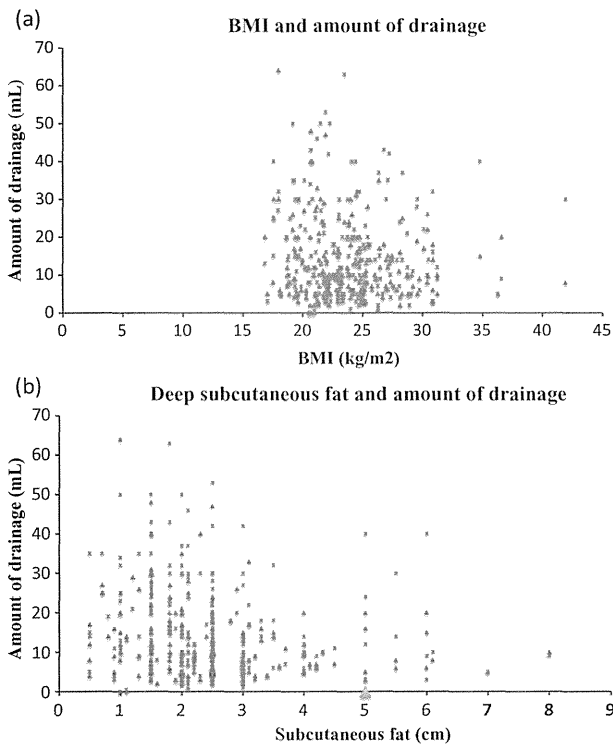 (a)
BMI and amount of drainage
Amount of drainage (mL)
70
60
50
40
30
20
10
0
0 5 10 15 20 25 30 35 40 45
BMI (kg/m2)
(b)
Deep subcutaneous fat and amount of drainage
Amount of drainage (mL)
70
60
50
40
30
20
10
0
0 1 2 3 4 5 6 7 8 9
Subcutaneous fat (cm)